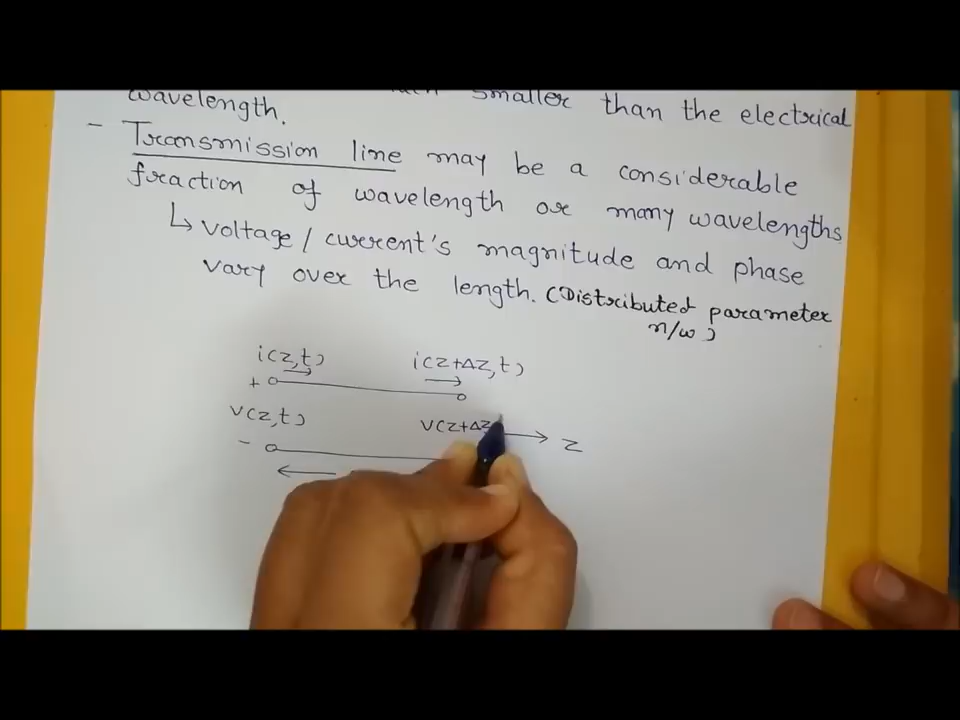 wavelength. smaller than the electrical
- Transmission line may be a considerable
fraction of wavelength or many wavelengths
↳ voltage / current's magnitude and phase
vary over the length. (Distributed parameter
n/w)
i(z,t) i(z+Δz,t)
+
v(z,t) v(z+Δz
- z